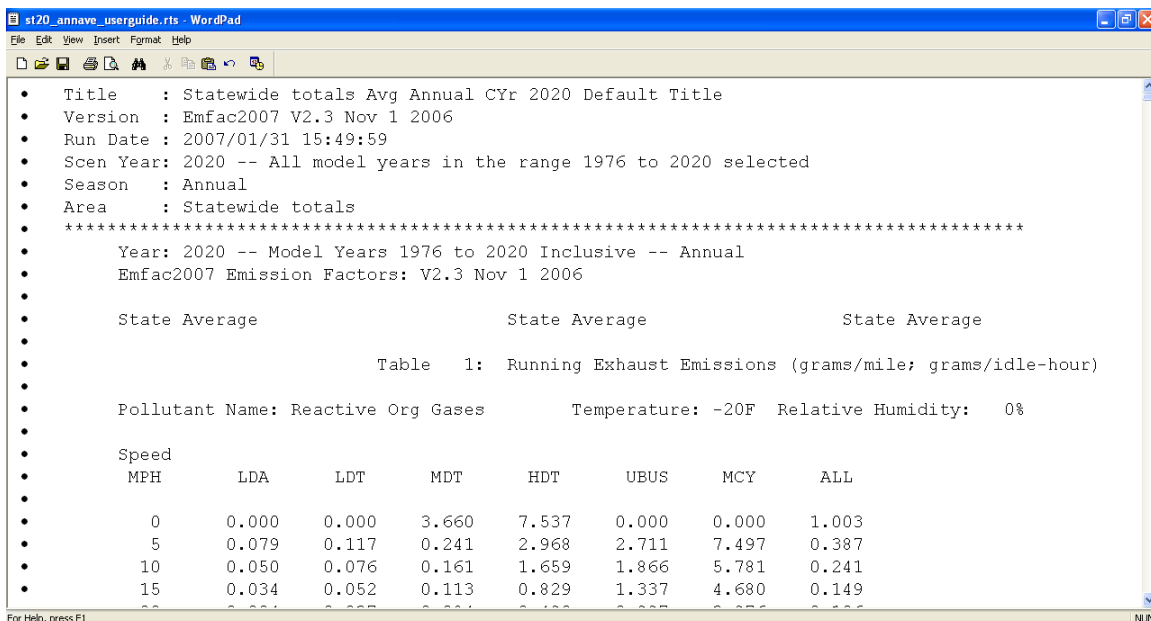 st20_annave_userguide.rts - WordPad
File Edit View Insert Format Help
• Title : Statewide totals Avg Annual CYr 2020 Default Title
• Version : Emfac2007 V2.3 Nov 1 2006
• Run Date : 2007/01/31 15:49:59
• Scen Year: 2020 -- All model years in the range 1976 to 2020 selected
• Season : Annual
• Area : Statewide totals
• *****************************************************************************************
• Year: 2020 -- Model Years 1976 to 2020 Inclusive -- Annual
• Emfac2007 Emission Factors: V2.3 Nov 1 2006
•
• State Average State Average State Average
•
• Table 1: Running Exhaust Emissions (grams/mile; grams/idle-hour)
•
• Pollutant Name: Reactive Org Gases Temperature: -20F Relative Humidity: 0%
•
• Speed
• MPH LDA LDT MDT HDT UBUS MCY ALL
•
• 0 0.000 0.000 3.660 7.537 0.000 0.000 1.003
• 5 0.079 0.117 0.241 2.968 2.711 7.497 0.387
• 10 0.050 0.076 0.161 1.659 1.866 5.781 0.241
• 15 0.034 0.052 0.113 0.829 1.337 4.680 0.149
For Help, press F1